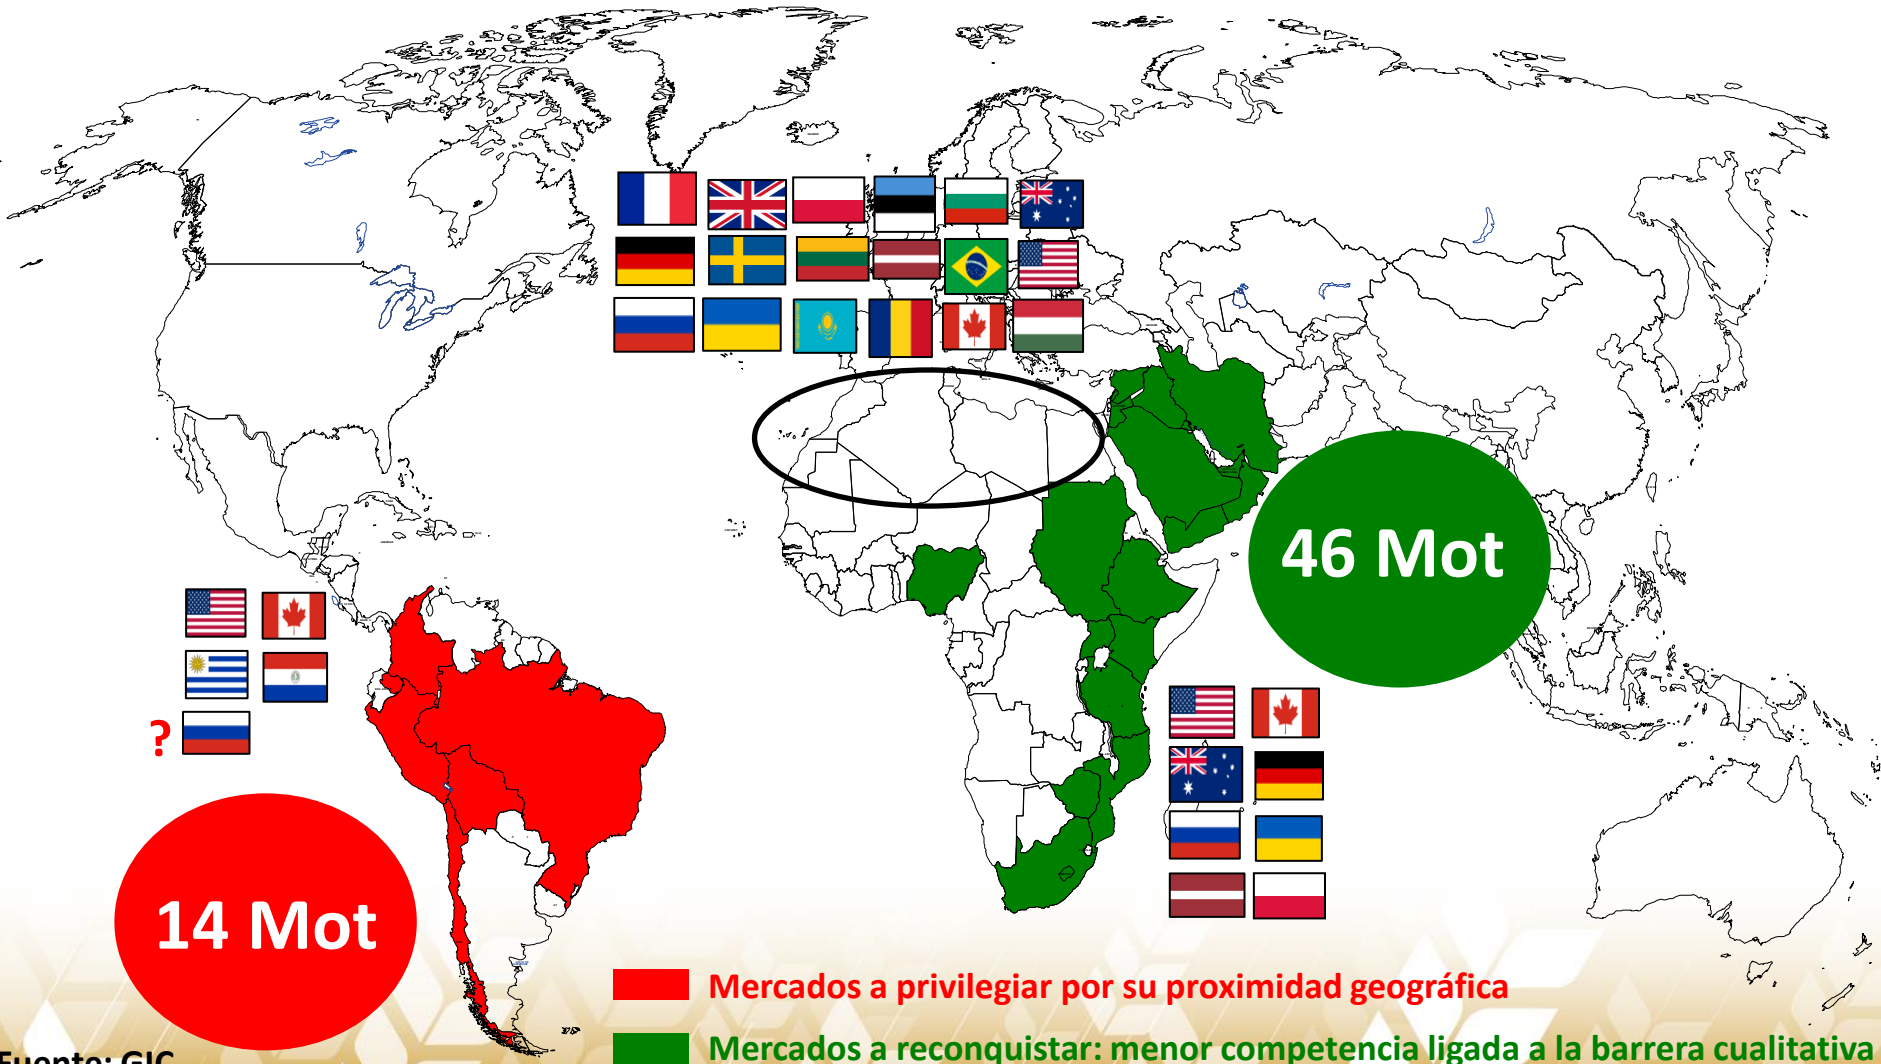 46 Mot
?
14 Mot
Mercados a privilegiar por su proximidad geográfica
Mercados a reconquistar: menor competencia ligada a la barrera cualitativa
Fuente: GIC